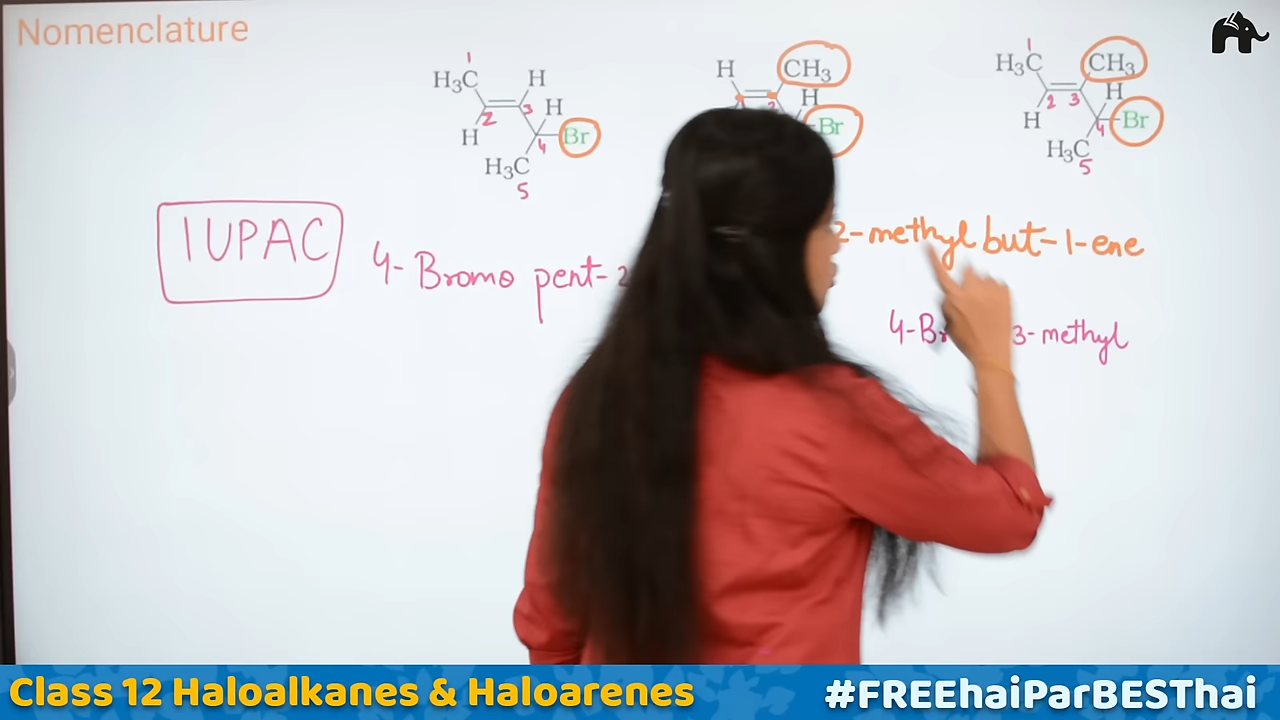 Nomenclature
1
H₃C H
2 3 H
H 4 Br
H₃C
5
H CH₃
H
Br
1
H₃C CH₃
2 3 H
H 4 Br
H₃C
5
IUPAC
4- Bromo pent- 2
2-methyl but-1-ene
4-Br 3-methyl
Class 12 Haloalkanes & Haloarenes
#FREEhaiParBESThai